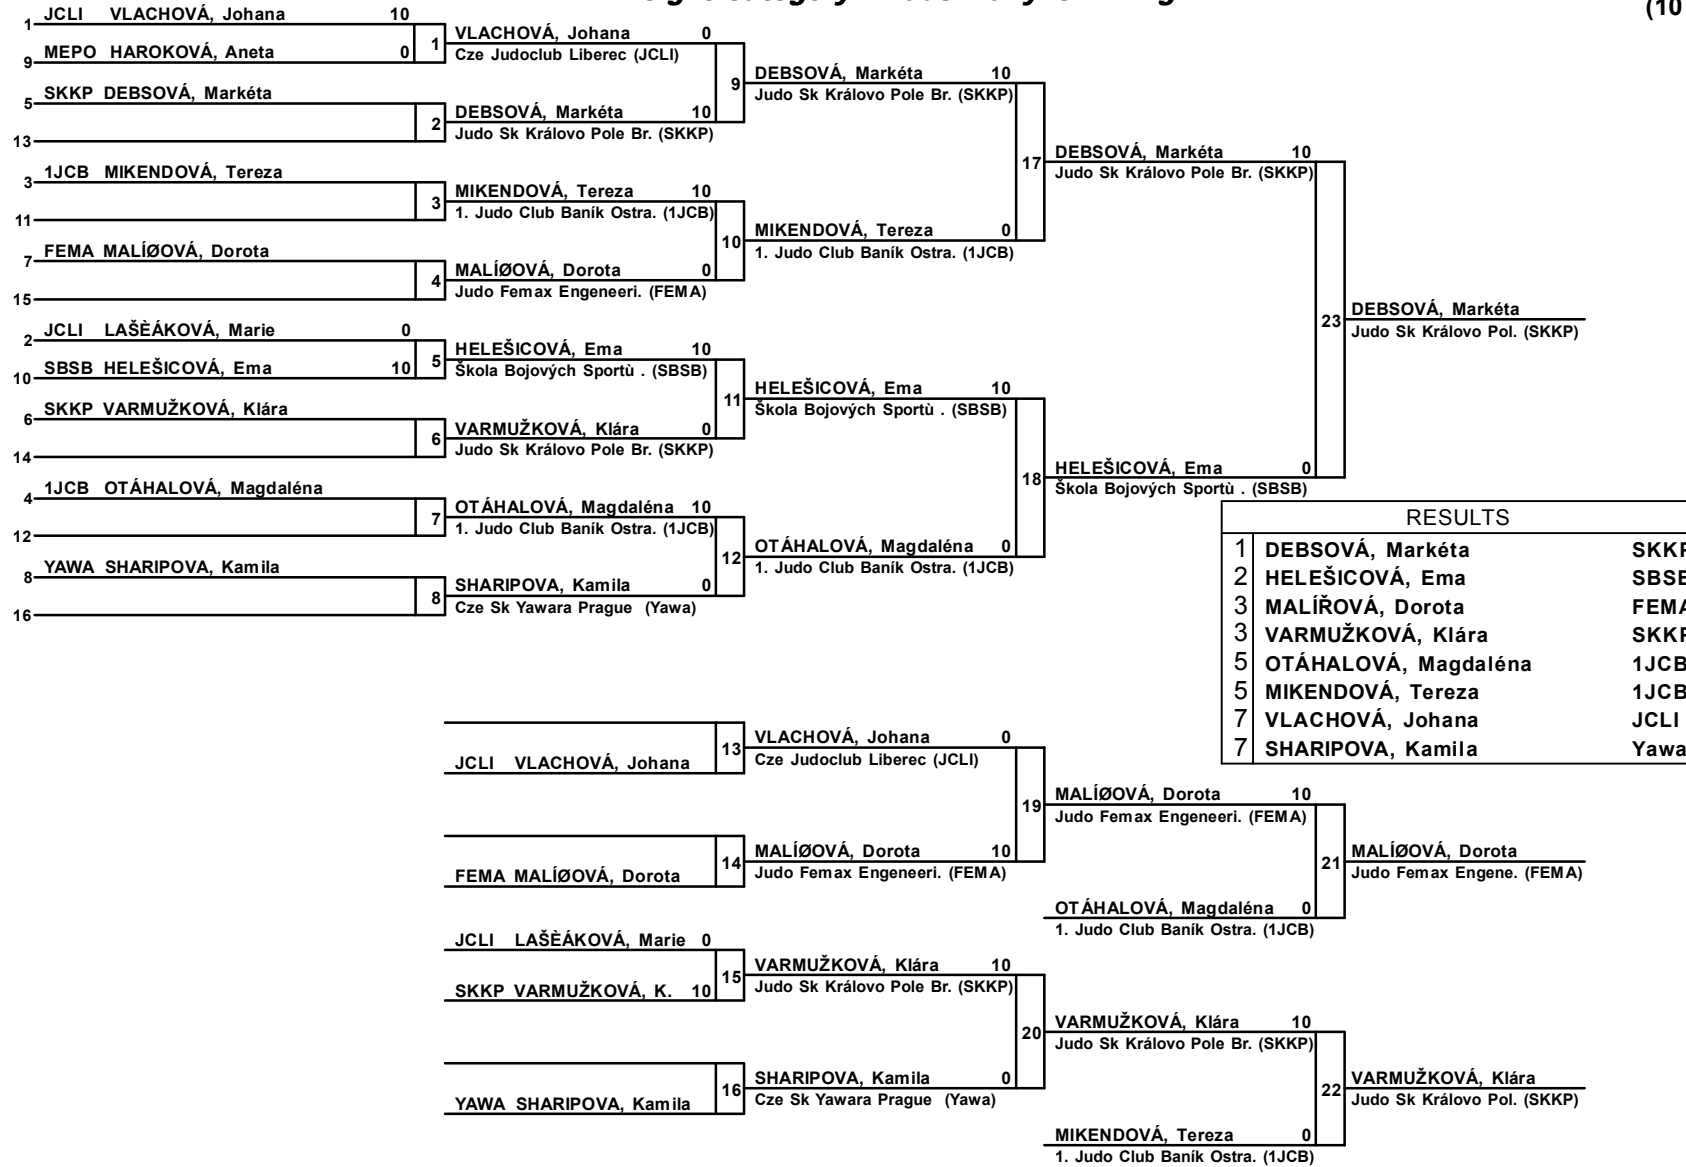 (10
1 JCLI VLACHOVÁ, Johana 10
9 MEPO HAROKOVÁ, Aneta 0
1 VLACHOVÁ, Johana 0
Cze Judoclub Liberec (JCLI)
5 SKKP DEBSOVÁ, Markéta
13
2 DEBSOVÁ, Markéta 10
Judo Sk Královo Pole Br. (SKKP)
9 DEBSOVÁ, Markéta 10
Judo Sk Královo Pole Br. (SKKP)
3 1JCB MIKENDOVÁ, Tereza
11
3 MIKENDOVÁ, Tereza 10
1. Judo Club Baník Ostra. (1JCB)
7 FEMA MALÍØOVÁ, Dorota
15
4 MALÍØOVÁ, Dorota 0
Judo Femax Engeneeri. (FEMA)
10 MIKENDOVÁ, Tereza 0
1. Judo Club Baník Ostra. (1JCB)
17 DEBSOVÁ, Markéta 10
Judo Sk Královo Pole Br. (SKKP)
2 JCLI LAŠÈÁKOVÁ, Marie 0
10 SBSB HELEŠICOVÁ, Ema 10
5 HELEŠICOVÁ, Ema 10
Škola Bojových Sportù . (SBSB)
6 SKKP VARMUŽKOVÁ, Klára
14
6 VARMUŽKOVÁ, Klára 0
Judo Sk Královo Pole Br. (SKKP)
11 HELEŠICOVÁ, Ema 10
Škola Bojových Sportù . (SBSB)
4 1JCB OTÁHALOVÁ, Magdaléna
12
7 OTÁHALOVÁ, Magdaléna 10
1. Judo Club Baník Ostra. (1JCB)
8 YAWA SHARIPOVA, Kamila
16
8 SHARIPOVA, Kamila 0
Cze Sk Yawara Prague (Yawa)
12 OTÁHALOVÁ, Magdaléna 0
1. Judo Club Baník Ostra. (1JCB)
18 HELEŠICOVÁ, Ema 0
Škola Bojových Sportù . (SBSB)
23 DEBSOVÁ, Markéta
Judo Sk Královo Pol. (SKKP)
RESULTS
1 DEBSOVÁ, Markéta SKKP
2 HELEŠICOVÁ, Ema SBSB
3 MALÍŘOVÁ, Dorota FEMA
3 VARMUŽKOVÁ, Klára SKKP
5 OTÁHALOVÁ, Magdaléna 1JCB
5 MIKENDOVÁ, Tereza 1JCB
7 VLACHOVÁ, Johana JCLI
7 SHARIPOVA, Kamila Yawa
JCLI VLACHOVÁ, Johana
13 VLACHOVÁ, Johana 0
Cze Judoclub Liberec (JCLI)
FEMA MALÍØOVÁ, Dorota
14 MALÍØOVÁ, Dorota 10
Judo Femax Engeneeri. (FEMA)
19 MALÍØOVÁ, Dorota 10
Judo Femax Engeneeri. (FEMA)
OTÁHALOVÁ, Magdaléna 0
1. Judo Club Baník Ostra. (1JCB)
21 MALÍØOVÁ, Dorota
Judo Femax Engene. (FEMA)
JCLI LAŠÈÁKOVÁ, Marie 0
SKKP VARMUŽKOVÁ, K. 10
15 VARMUŽKOVÁ, Klára 10
Judo Sk Královo Pole Br. (SKKP)
YAWA SHARIPOVA, Kamila
16 SHARIPOVA, Kamila 0
Cze Sk Yawara Prague (Yawa)
20 VARMUŽKOVÁ, Klára 10
Judo Sk Královo Pole Br. (SKKP)
MIKENDOVÁ, Tereza 0
1. Judo Club Baník Ostra. (1JCB)
22 VARMUŽKOVÁ, Klára
Judo Sk Královo Pol. (SKKP)